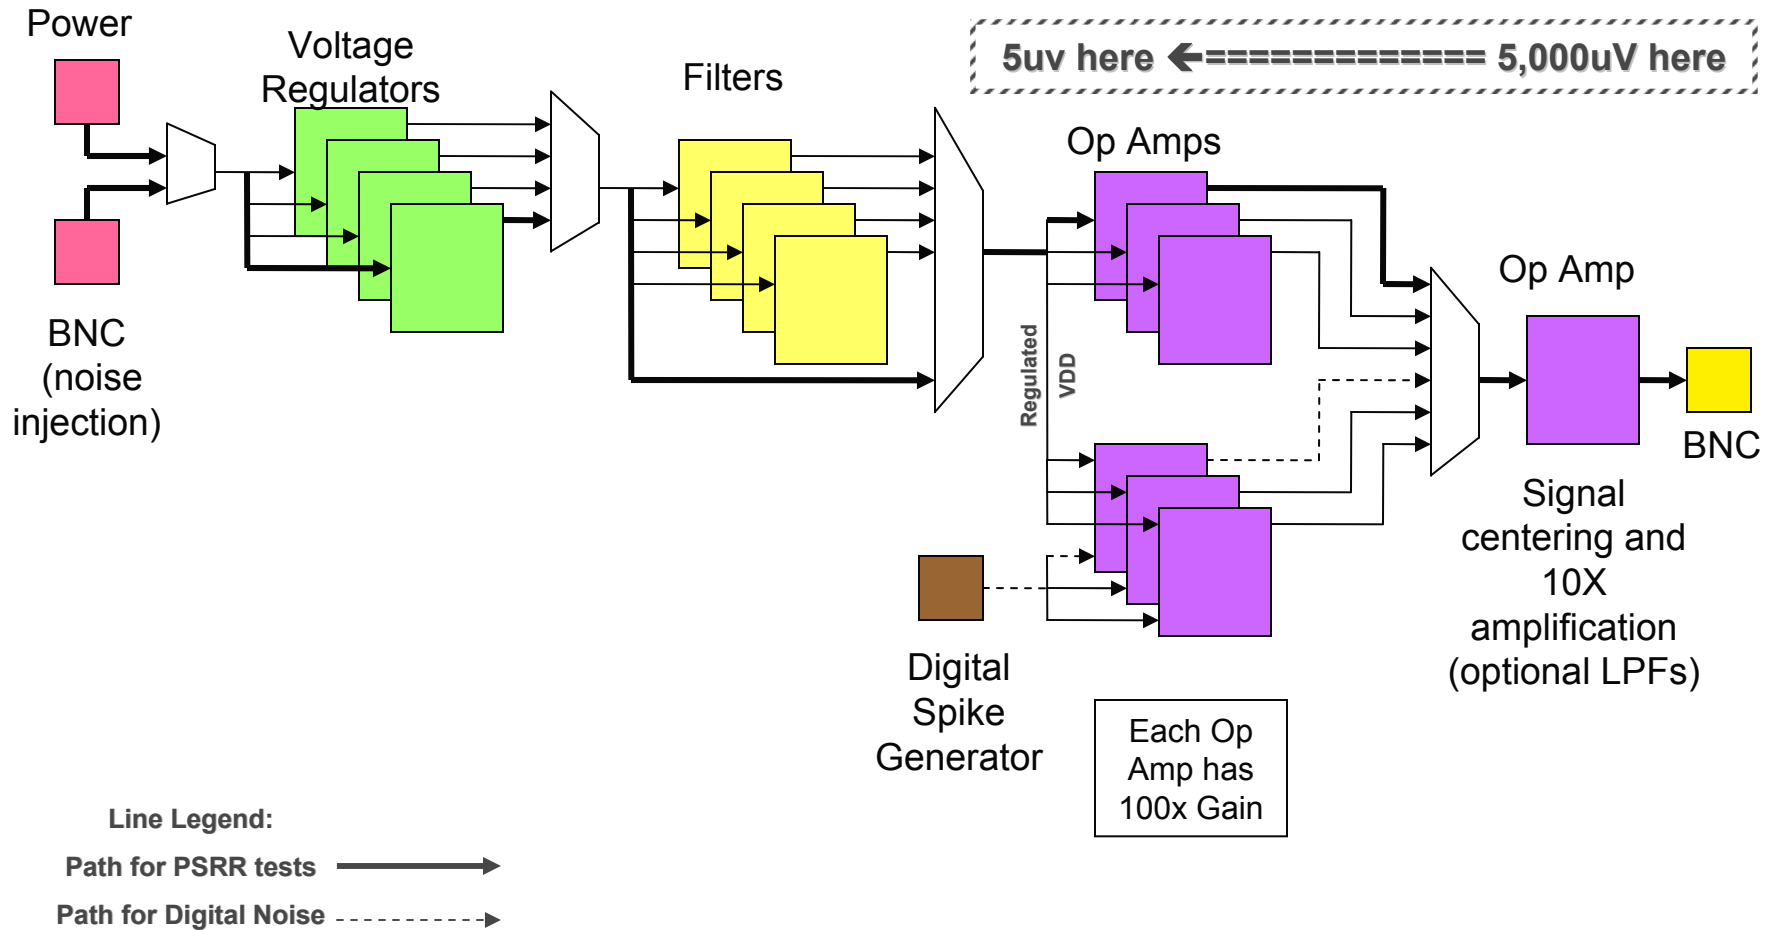 Power
Voltage
Regulators
Filters
5uv here 🡸============= 5,000uV here
Op Amps
Op Amp
BNC
(noise
injection)
Regulated
VDD
BNC
Signal
centering and
10X
amplification
(optional LPFs)
Digital
Spike
Generator
Each Op
Amp has
100x Gain
Line Legend:
Path for PSRR tests
Path for Digital Noise